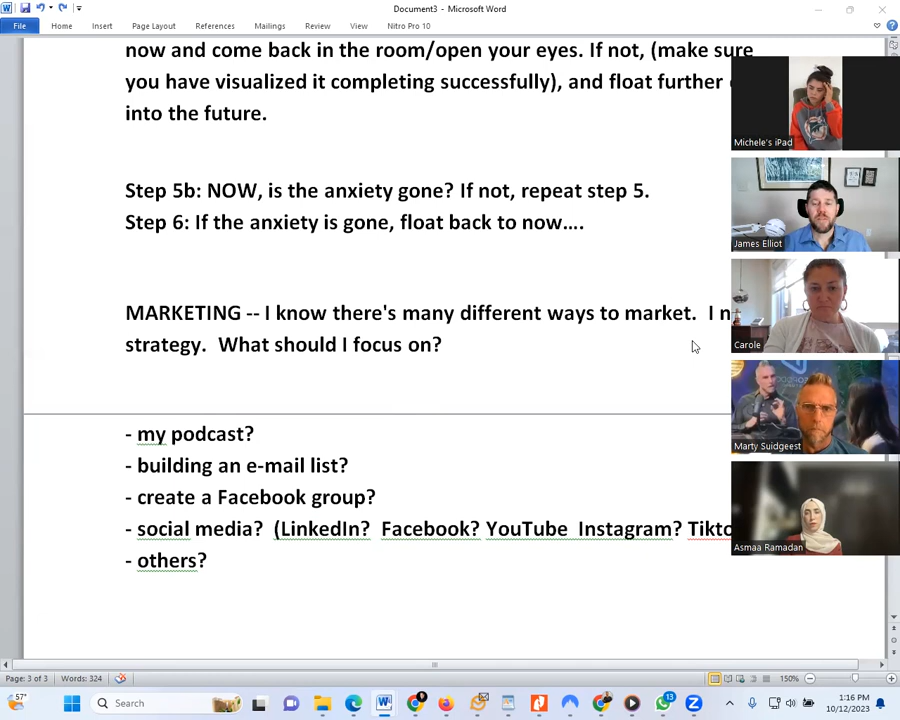 Document3 - Microsoft Word
File Home Insert Page Layout References Mailings Review View Nitro Pro 10
now and come back in the room/open your eyes. If not, (make sure
you have visualized it completing successfully), and float further
into the future.
Step 5b: NOW, is the anxiety gone? If not, repeat step 5.
Step 6: If the anxiety is gone, float back to now....
MARKETING -- I know there's many different ways to market. I n
strategy. What should I focus on?
- my podcast?
- building an e-mail list?
- create a Facebook group?
- social media? (LinkedIn? Facebook? YouTube Instagram? Tikto
- others?
Michele's iPad
James Elliot
Carole
Marty Suidgeest
Asmaa Ramadan
Page: 3 of 3 Words: 324 150%
57°
Search
13
1:16 PM
10/12/2023